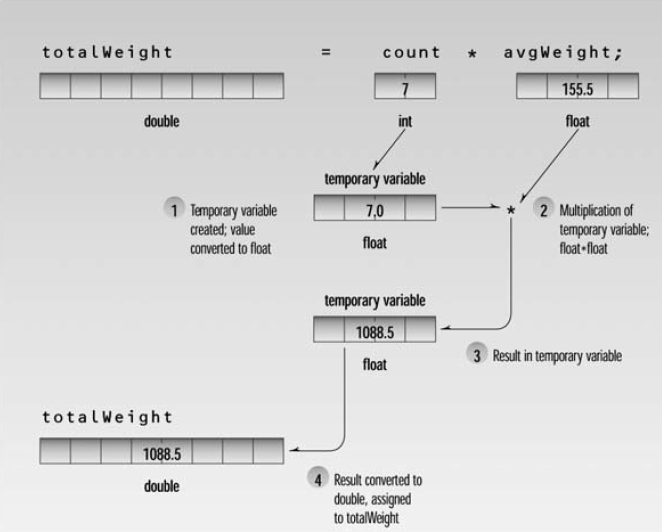 totalWeight = count * avgWeight;
7 155.5
double int float
temporary variable
7.0
float
1 Temporary variable
created; value
converted to float
*
2 Multiplication of
temporary variable;
float*float
temporary variable
1088.5
float
3 Result in temporary variable
totalWeight
1088.5
double
4 Result converted to
double, assigned
to totalWeight